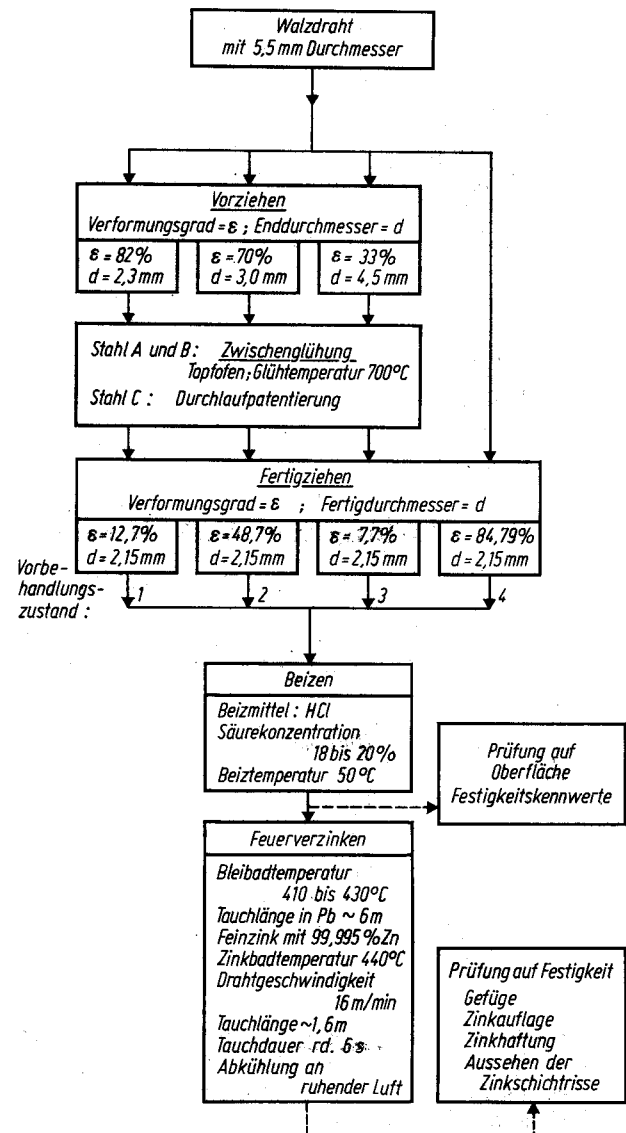 Walzdraht
mit 5,5 mm Durchmesser
Vorziehen
Verformungsgrad = ε ; Enddurchmesser = d
ε = 82%
d = 2,3 mm
ε = 70%
d = 3,0 mm
ε = 33%
d = 4,5 mm
Stahl A und B : Zwischenglühung
Topfofen; Glühtemperatur 700°C
Stahl C : Durchlaufpatentierung
Fertigziehen
Verformungsgrad = ε ; Fertigdurchmesser = d
ε = 12,7%
d = 2,15 mm
ε = 48,7%
d = 2,15 mm
ε = 7,7%
d = 2,15 mm
ε = 84,79%
d = 2,15 mm
Vorbe-
handlungs-
zustand :
1
2
3
4
Beizen
Beizmittel : HCl
Säurekonzentration
18 bis 20%
Beiztemperatur 50°C
Prüfung auf
Oberfläche
Festigkeitskennwerte
Feuerverzinken
Bleibadtemperatur
410 bis 430°C
Tauchlänge in Pb ~ 6m
Feinzink mit 99,995 % Zn
Zinkbadtemperatur 440°C
Drahtgeschwindigkeit
16 m/min
Tauchlänge ~1,6m
Tauchdauer rd. 6s
Abkühlung an
ruhender Luft
Prüfung auf Festigkeit
Gefüge
Zinkauflage
Zinkhaftung
Aussehen der
Zinkschichtrisse